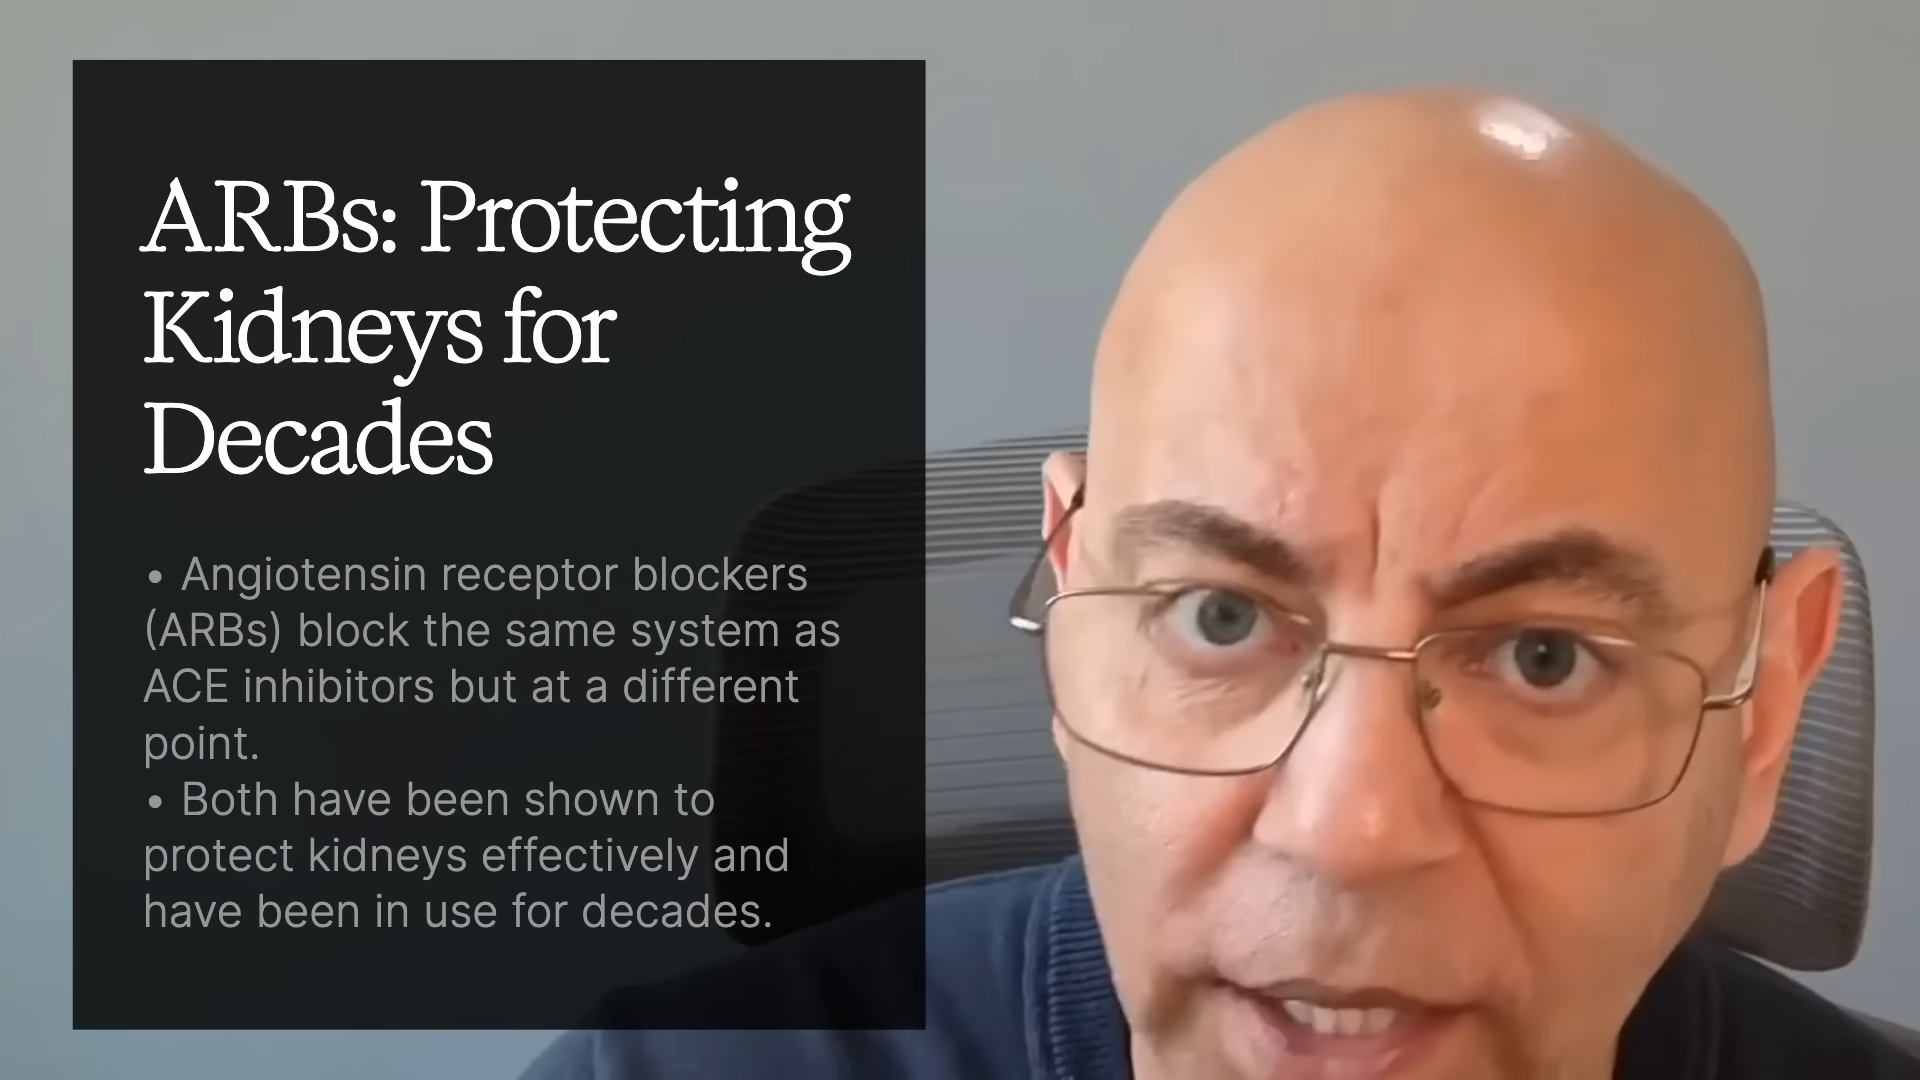 ARBs: Protecting
Kidneys for
Decades
• Angiotensin receptor blockers
(ARBs) block the same system as
ACE inhibitors but at a different
point.
• Both have been shown to
protect kidneys effectively and
have been in use for decades.